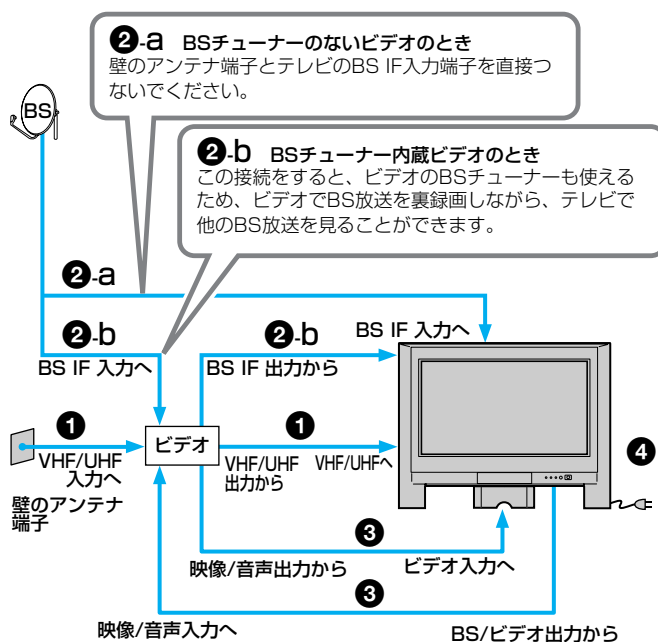 ❷-a BSチューナーのないビデオのとき
壁のアンテナ端子とテレビのBS IF入力端子を直接つ
ないでください。
BS
❷-b BSチューナー内蔵ビデオのとき
この接続をすると、ビデオのBSチューナーも使える
ため、ビデオでBS放送を裏録画しながら、テレビで
他のBS放送を見ることができます。
❷-a
❷-b
BS IF 入力へ
❷-b
BS IF 出力から
BS IF 入力へ
❶
VHF/UHF
入力へ
壁のアンテナ
端子
ビデオ
❶
VHF/UHF
出力から
VHF/UHFへ
❹
❸
映像/音声出力から
ビデオ入力へ
❸
映像/音声入力へ
BS/ビデオ出力から